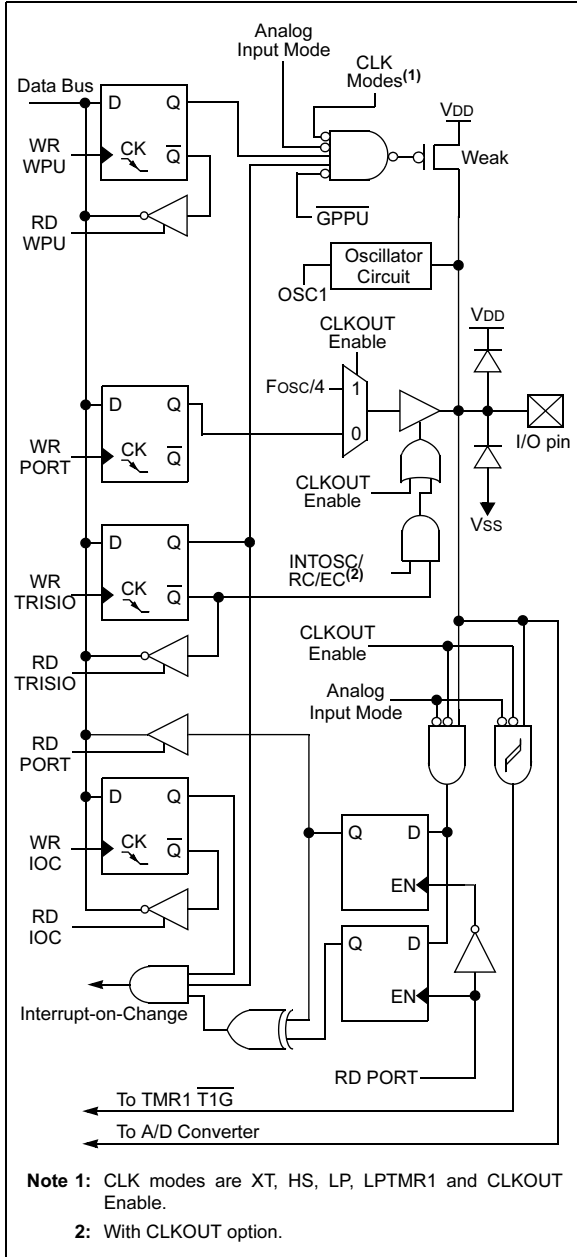 Analog
Input Mode
CLK
Modes(1)
Data Bus
D Q
VDD
WR
WPU
CK
Q̅
Weak
RD
WPU
G̅P̅P̅U̅
Oscillator
Circuit
OSC1
CLKOUT
Enable
VDD
FOSC/4
1
0
D Q
WR
PORT
CK
Q̅
I/O pin
CLKOUT
Enable
VSS
D Q
INTOSC/
RC/EC(2)
WR
TRISIO
CK
Q̅
CLKOUT
Enable
RD
TRISIO
Analog
Input Mode
RD
PORT
D Q
Q D
WR
IOC
CK
Q̅
EN
RD
IOC
Q D
EN
Interrupt-on-Change
RD PORT
To TMR1 T̅1̅G̅
To A/D Converter
Note 1: CLK modes are XT, HS, LP, LPTMR1 and CLKOUT
Enable.
2: With CLKOUT option.